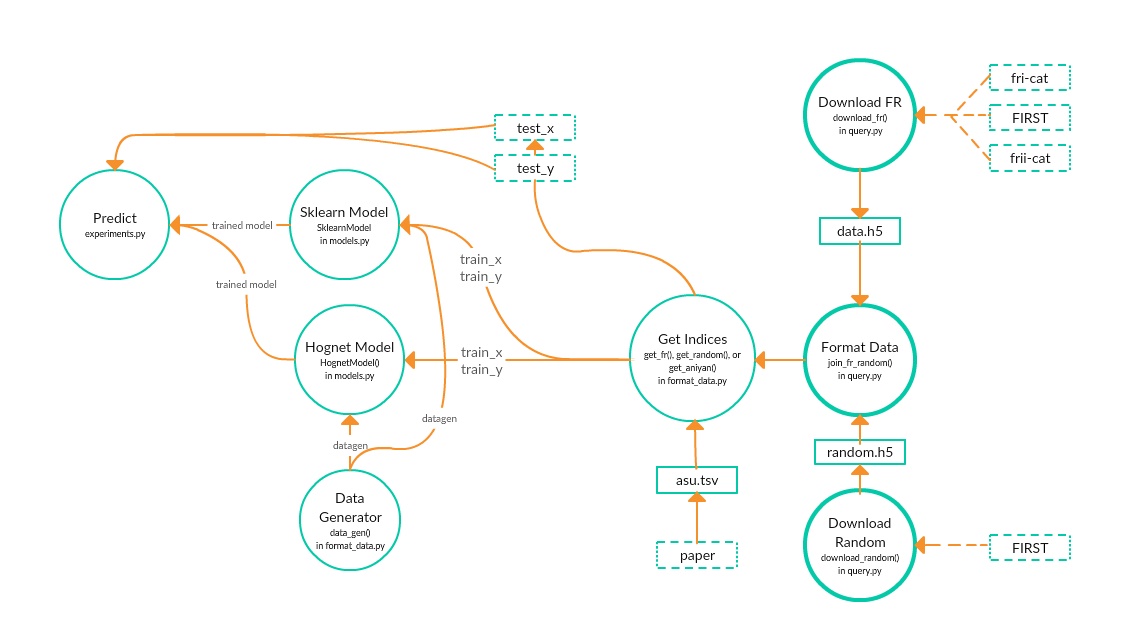 Download FR
download_fr()
in query.py
fri-cat
FIRST
frii-cat
test_x
test_y
Predict
experiments.py
trained model
Sklearn Model
SklearnModel
in models.py
train_x
train_y
data.h5
trained model
Hognet Model
HognetModel()
in models.py
train_x
train_y
Get Indices
get_fr(), get_random(), or
get_aniyan()
in format_data.py
Format Data
join_fr_random()
in query.py
datagen
datagen
random.h5
asu.tsv
Data
Generator
data_gen()
in format_data.py
paper
Download
Random
download_random()
in query.py
FIRST